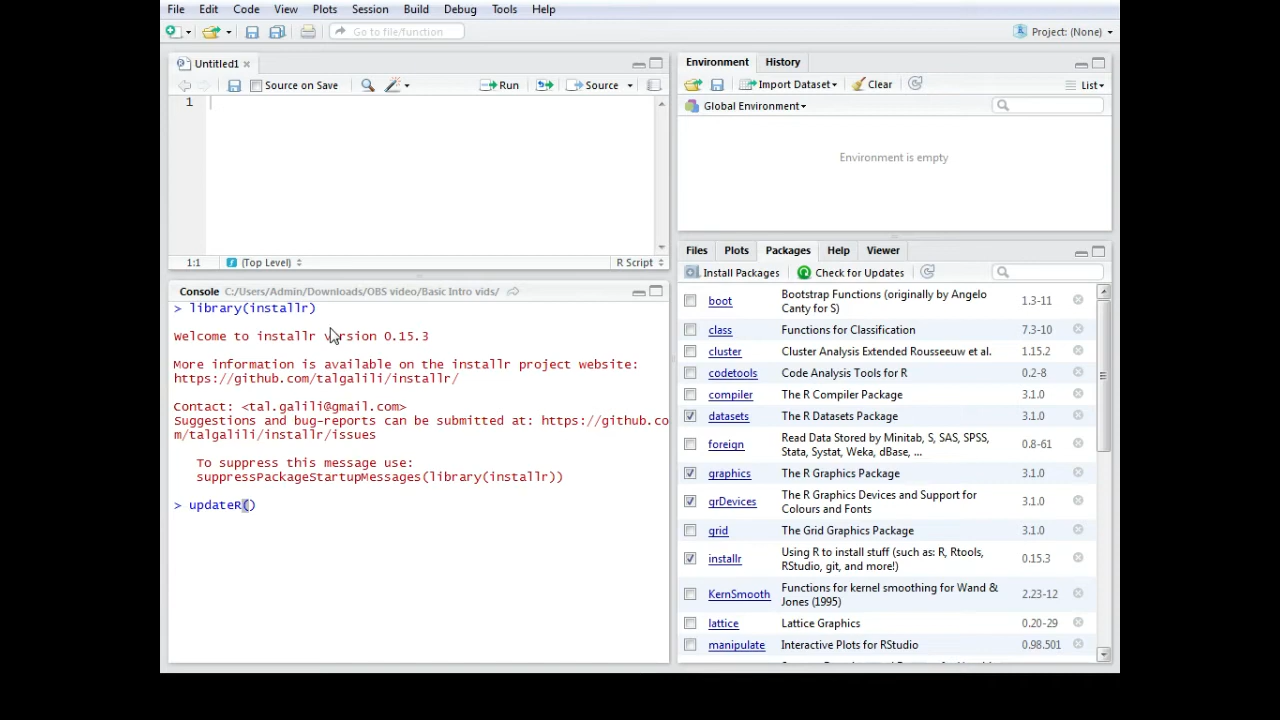 File Edit Code View Plots Session Build Debug Tools Help
Go to file/function
Project: (None)
Untitled1
Source on Save
Run
Source
1
1:1
(Top Level)
R Script
Console C:/Users/Admin/Downloads/OBS video/Basic Intro vids/
> library(installr)
Welcome to installr version 0.15.3
More information is available on the installr project website:
https://github.com/talgalili/installr/
Contact: <tal.galili@gmail.com>
Suggestions and bug-reports can be submitted at: https://github.co
m/talgalili/installr/issues
To suppress this message use:
suppressPackageStartupMessages(library(installr))
> updateR()
Environment History
Import Dataset Clear List
Global Environment
Environment is empty
Files Plots Packages Help Viewer
Install Packages Check for Updates
boot Bootstrap Functions (originally by Angelo 1.3-11
Canty for S)
class Functions for Classification 7.3-10
cluster Cluster Analysis Extended Rousseeuw et al. 1.15.2
codetools Code Analysis Tools for R 0.2-8
compiler The R Compiler Package 3.1.0
datasets The R Datasets Package 3.1.0
foreign Read Data Stored by Minitab, S, SAS, SPSS, 0.8-61
Stata, Systat, Weka, dBase, ...
graphics The R Graphics Package 3.1.0
grDevices The R Graphics Devices and Support for 3.1.0
Colours and Fonts
grid The Grid Graphics Package 3.1.0
installr Using R to install stuff (such as: R, Rtools, 0.15.3
RStudio, git, and more!)
KernSmooth Functions for kernel smoothing for Wand & 2.23-12
Jones (1995)
lattice Lattice Graphics 0.20-29
manipulate Interactive Plots for RStudio 0.98.501